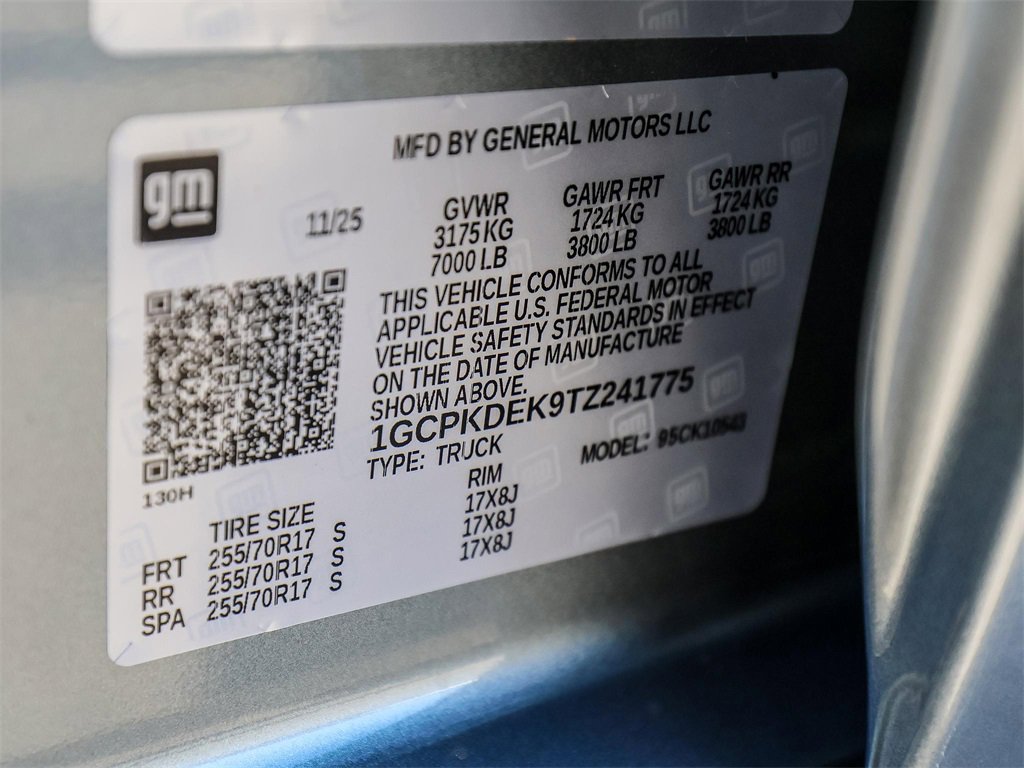 MFD BY GENERAL MOTORS LLC
gm
11/25
GVWR
3175 KG
7000 LB
GAWR FRT
1724 KG
3800 LB
GAWR RR
1724 KG
3800 LB
THIS VEHICLE CONFORMS TO ALL
APPLICABLE U.S. FEDERAL MOTOR
VEHICLE SAFETY STANDARDS IN EFFECT
ON THE DATE OF MANUFACTURE
SHOWN ABOVE.
1GCPKDEK9TZ241775
TYPE: TRUCK
MODEL: 95CK10543
130H
TIRE SIZE
RIM
FRT 255/70R17 S 17X8J
RR 255/70R17 S 17X8J
SPA 255/70R17 S 17X8J